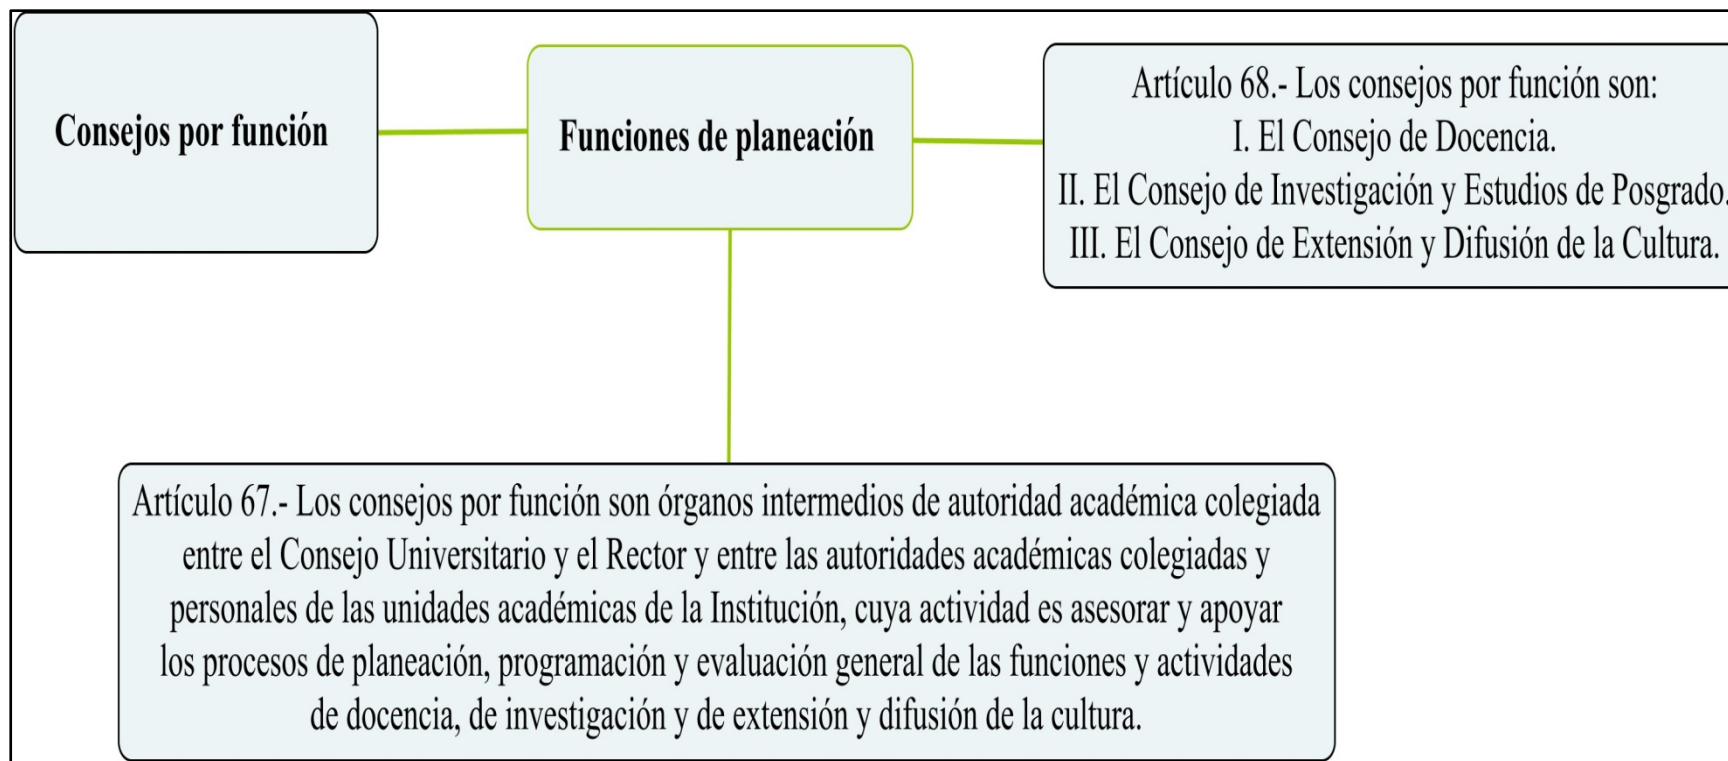 Consejos por función
Funciones de planeación
Artículo 68.- Los consejos por función son:
I. El Consejo de Docencia.
II. El Consejo de Investigación y Estudios de Posgrado.
III. El Consejo de Extensión y Difusión de la Cultura.
Artículo 67.- Los consejos por función son órganos intermedios de autoridad académica colegiada
entre el Consejo Universitario y el Rector y entre las autoridades académicas colegiadas y
personales de las unidades académicas de la Institución, cuya actividad es asesorar y apoyar
los procesos de planeación, programación y evaluación general de las funciones y actividades
de docencia, de investigación y de extensión y difusión de la cultura.